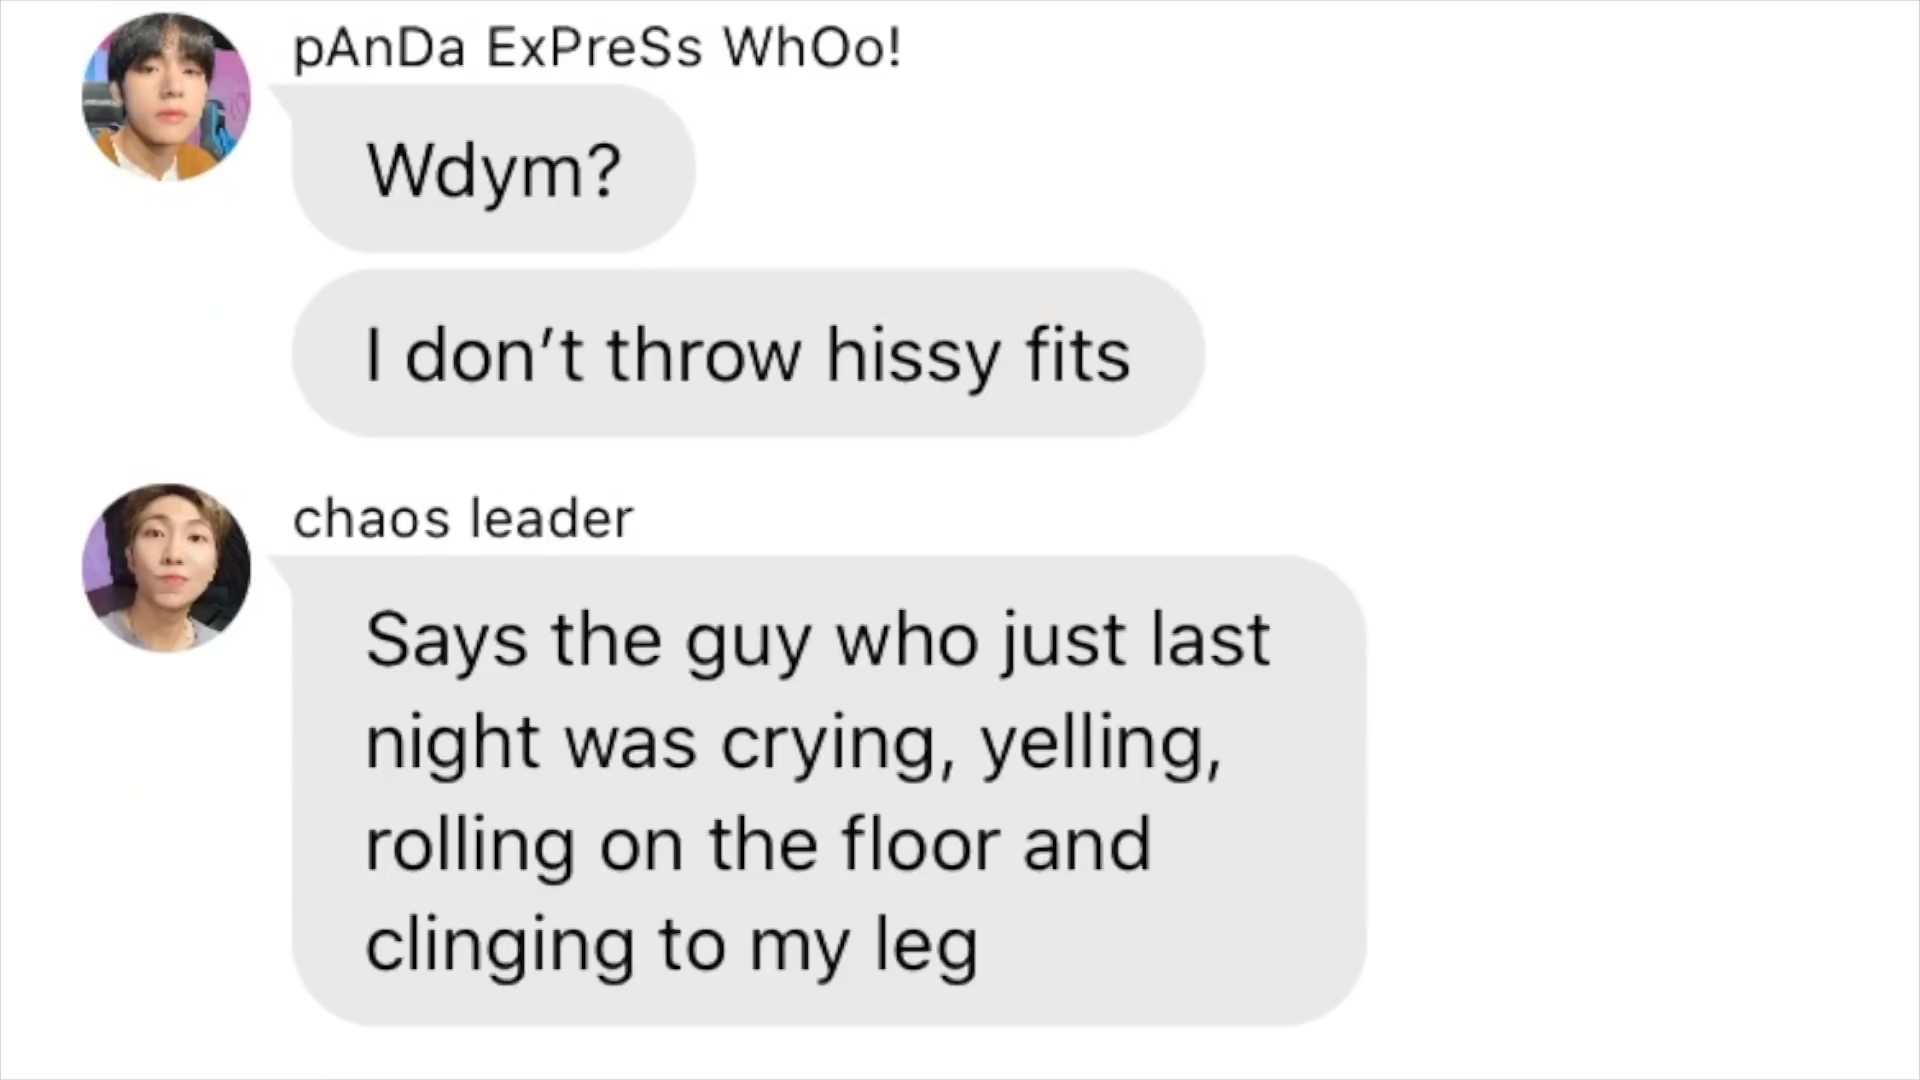 pAnDa ExPreSs WhOo!
Wdym?
I don’t throw hissy fits
chaos leader
Says the guy who just last
night was crying, yelling,
rolling on the floor and
clinging to my leg